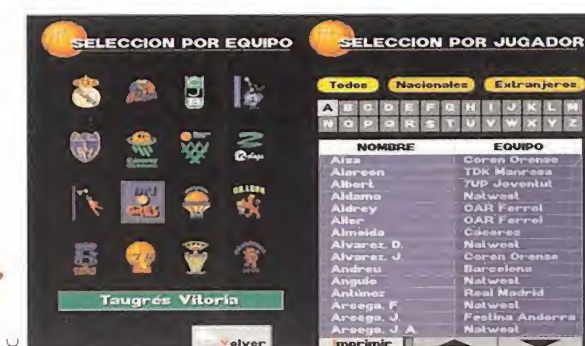 SELECCION POR EQUIPO
Taugrés Vitoria
Volver
SELECCION POR JUGADOR
Todos Nacionales Extranjeros
A B C D E F G H I J K L M
N O P Q R S T U V W X Y Z
NOMBRE EQUIPO
Aisa Coren Orense
Alarcon TDK Manresa
Albert 7UP Joventut
Aldama Natwest
Aldrey OAR Ferrol
Aller OAR Ferrol
Almeida Cáceres
Alvarez, D. Natwest
Alvarez, J. Coren Orense
Andreu Barcelona
Angulo Natwest
Antúnez Real Madrid
Arcega, F. Natwest
Arcega, J. Festina Andorra
Arcega, J. A. Natwest
Imprimir